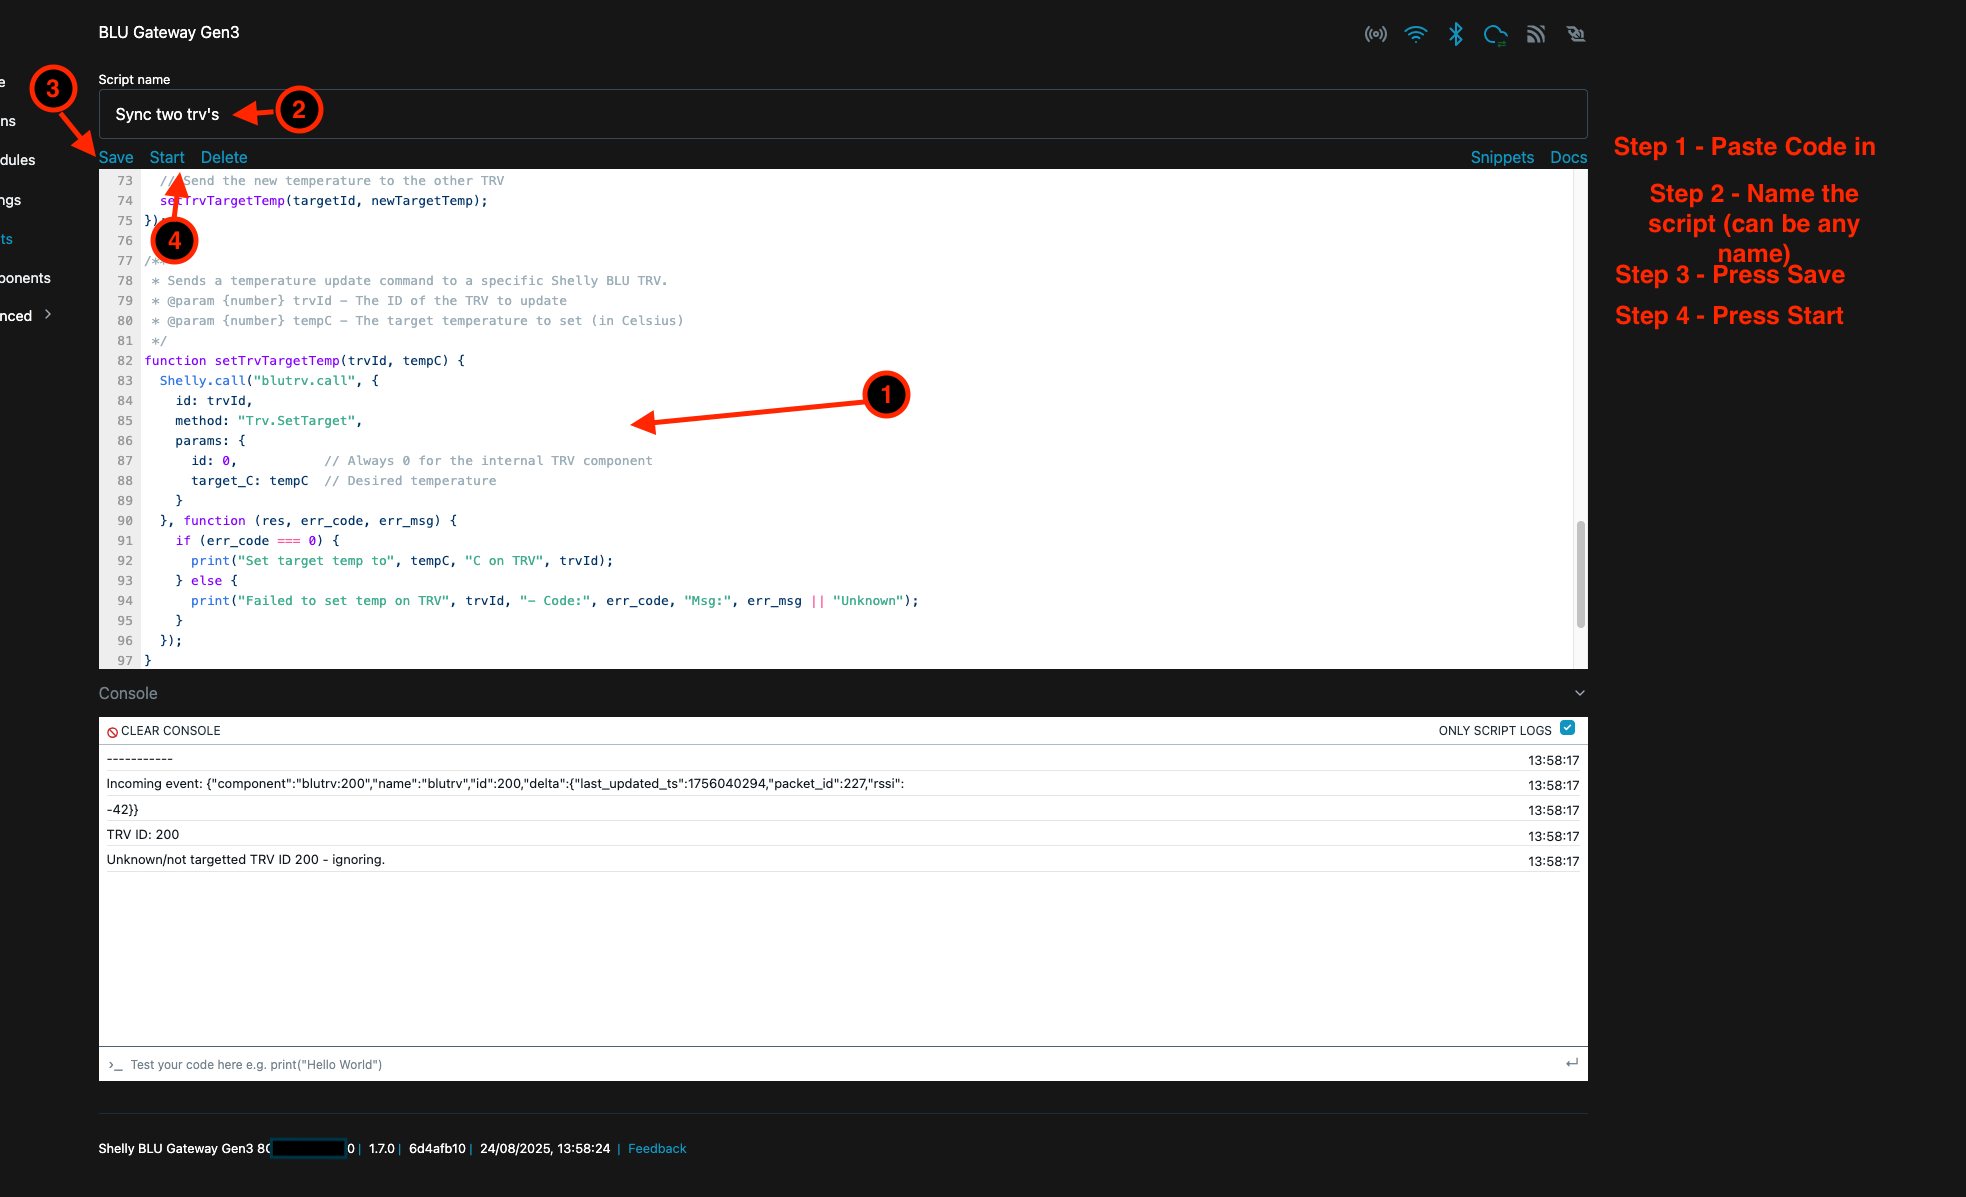 BLU Gateway Gen3
Script name
Sync two trv's
3
2
Save Start Delete
Snippets Docs
73 // Send the new temperature to the other TRV
74 setTrvTargetTemp(targetId, newTargetTemp);
75 });
76
4
77 /**
78 * Sends a temperature update command to a specific Shelly BLU TRV.
79 * @param {number} trvId – The ID of the TRV to update
80 * @param {number} tempC – The target temperature to set (in Celsius)
81 */
82 function setTrvTargetTemp(trvId, tempC) {
83 Shelly.call("blutrv.call", {
84 id: trvId,
85 method: "Trv.SetTarget",
86 params: {
87 id: 0, // Always 0 for the internal TRV component
88 target_C: tempC // Desired temperature
89 }
90 }, function (res, err_code, err_msg) {
91 if (err_code === 0) {
92 print("Set target temp to", tempC, "C on TRV", trvId);
93 } else {
94 print("Failed to set temp on TRV", trvId, "– Code:", err_code, "Msg:", err_msg || "Unknown");
95 }
96 });
97 }
1
e
ns
dules
ngs
ts
ponents
nced
Step 1 - Paste Code in
Step 2 - Name the
script (can be any
name)
Step 3 - Press Save
Step 4 - Press Start
Console
CLEAR CONSOLE
ONLY SCRIPT LOGS
----------- 13:58:17
Incoming event: {"component":"blutrv:200","name":"blutrv","id":200,"delta":{"last_updated_ts":1756040294,"packet_id":227,"rssi": 13:58:17
-42}} 13:58:17
TRV ID: 200 13:58:17
Unknown/not targetted TRV ID 200 - ignoring. 13:58:17
>_ Test your code here e.g. print("Hello World")
Shelly BLU Gateway Gen3 8 0 | 1.7.0 | 6d4afb10 | 24/08/2025, 13:58:24 | Feedback